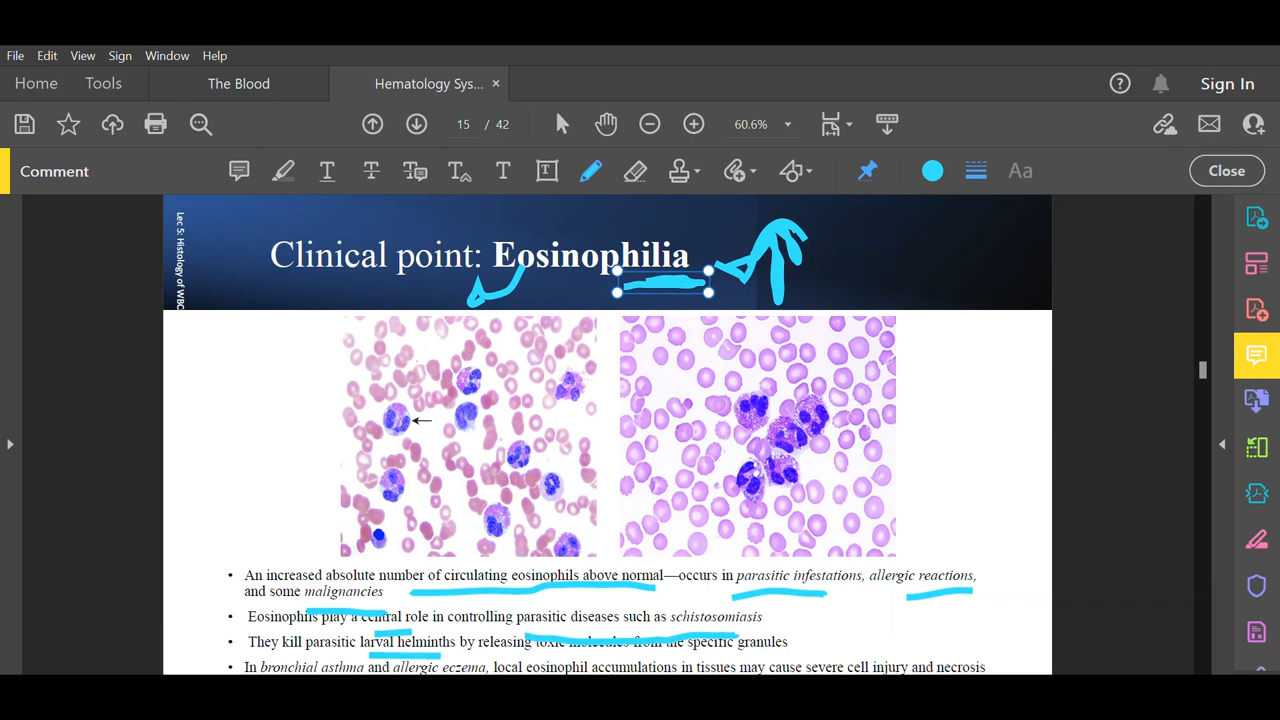 File Edit View Sign Window Help
Home Tools The Blood Hematology Sys... × Sign In
15 / 42 60.6%
Comment Aa Close
Lec 5: Histology of WBC
Clinical point: Eosinophilia
• An increased absolute number of circulating eosinophils above normal—occurs in parasitic infestations, allergic reactions,
and some malignancies
• Eosinophils play a central role in controlling parasitic diseases such as schistosomiasis
• They kill parasitic larval helminths by releasing toxic molecules from the specific granules
• In bronchial asthma and allergic eczema, local eosinophil accumulations in tissues may cause severe cell injury and necrosis